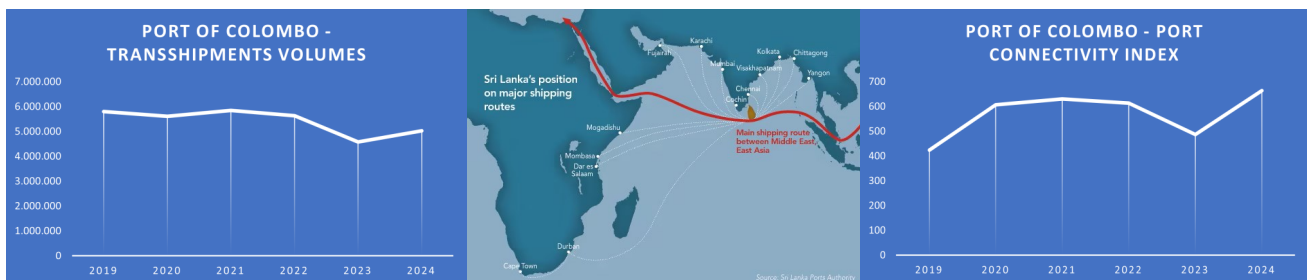 PORT OF COLOMBO -
TRANSSHIPMENTS VOLUMES
7.000.000
6.000.000
5.000.000
4.000.000
3.000.000
2.000.000
1.000.000
0
2019 2020 2021 2022 2023 2024
Sri Lanka's position
on major shipping
routes
Fujairah
Karachi
Mumbai
Kolkata
Chittagong
Visakhapatnam
Yangon
Chennai
Cochin
Main shipping route
between Middle East,
East Asia
Mogadishu
Mombasa
Dar es
Salaam
Durban
Cape Town
Source: Sri Lanka Ports Authority
PORT OF COLOMBO - PORT
CONNECTIVITY INDEX
700
600
500
400
300
200
100
0
2019 2020 2021 2022 2023 2024